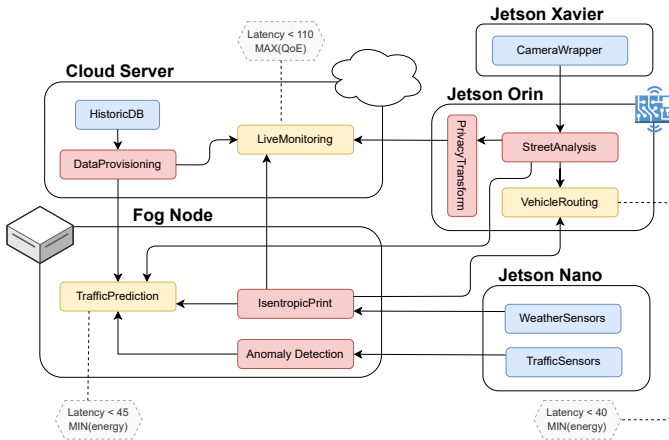 Jetson Xavier
Latency < 110
MAX(QoE)
CameraWrapper
Cloud Server
Jetson Orin
HistoricDB
LiveMonitoring
PrivacyTransform
StreetAnalysis
DataProvisioning
VehicleRouting
Fog Node
Jetson Nano
TrafficPrediction
IsentropicPrint
WeatherSensors
Anomaly Detection
TrafficSensors
Latency < 45
MIN(energy)
Latency < 40
MIN(energy)